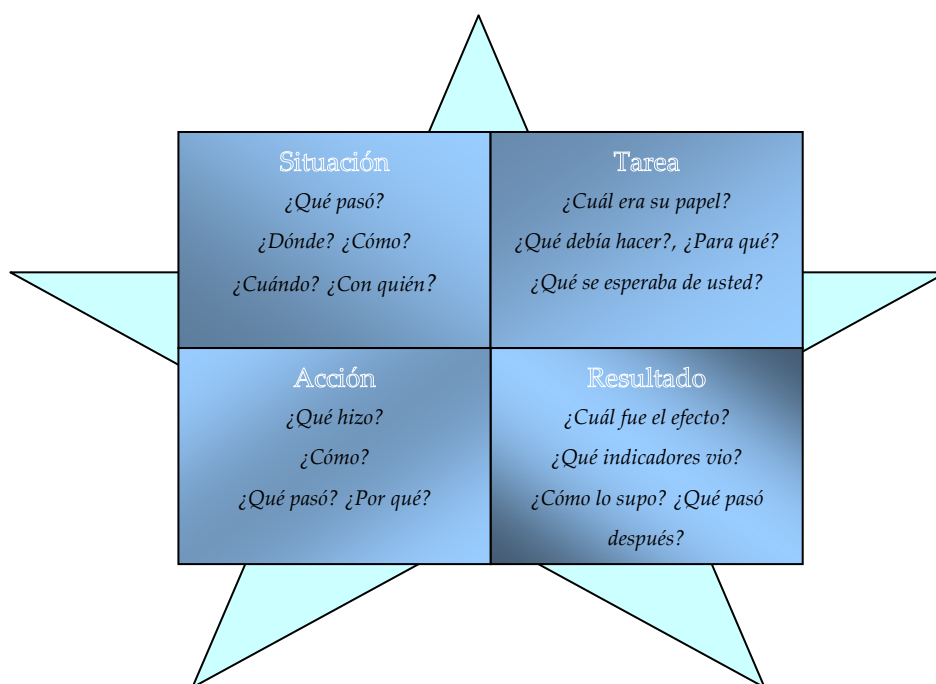 Situación
¿Qué pasó?
¿Dónde? ¿Cómo?
¿Cuándo? ¿Con quién?
Tarea
¿Cuál era su papel?
¿Qué debía hacer?, ¿Para qué?
¿Qué se esperaba de usted?
Acción
¿Qué hizo?
¿Cómo?
¿Qué pasó? ¿Por qué?
Resultado
¿Cuál fue el efecto?
¿Qué indicadores vio?
¿Cómo lo supo? ¿Qué pasó
después?